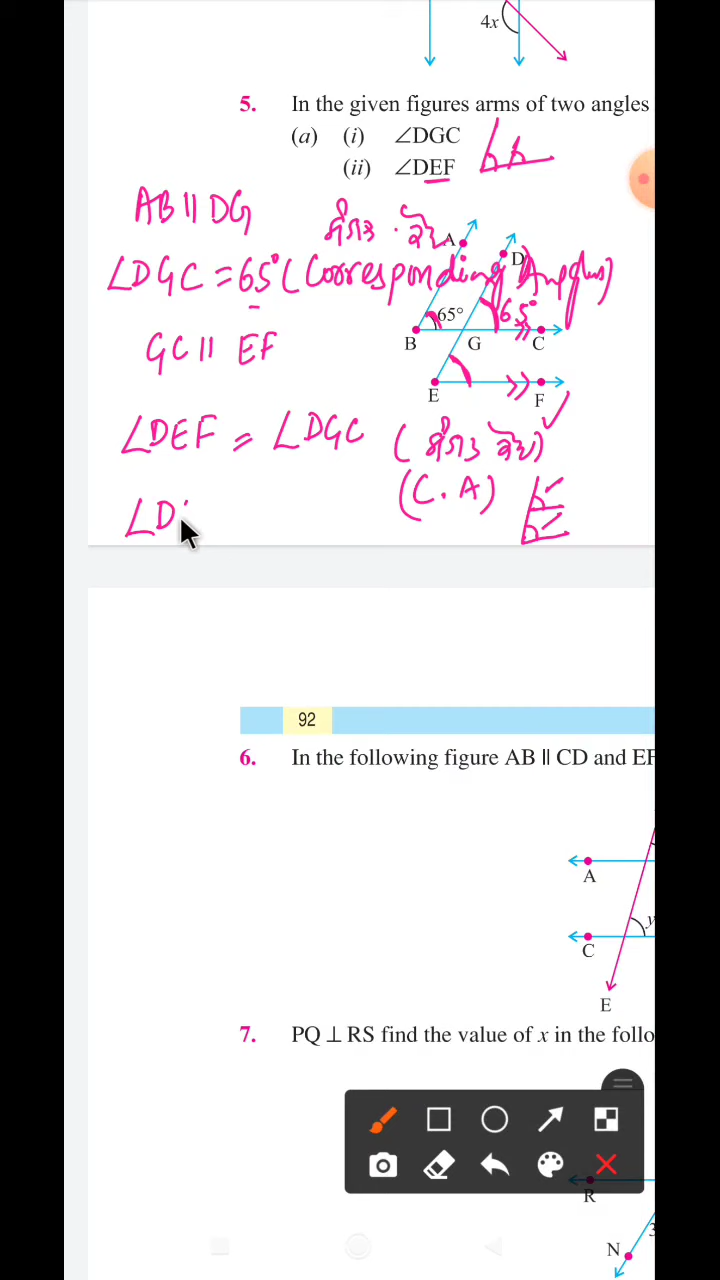 4x
5. In the given figures arms of two angles
(a) (i) ∠DGC
(ii) ∠DEF
AB || DG
A
D
∠DGC = 65° (Corresponding Angles)
65° 65°
B G C
GC || EF
E F
∠DEF = ∠DGC
(C.A)
∠D
92
6. In the following figure AB || CD and EF
A
y
C
E
7. PQ ⊥ RS find the value of x in the follo
R
3
N